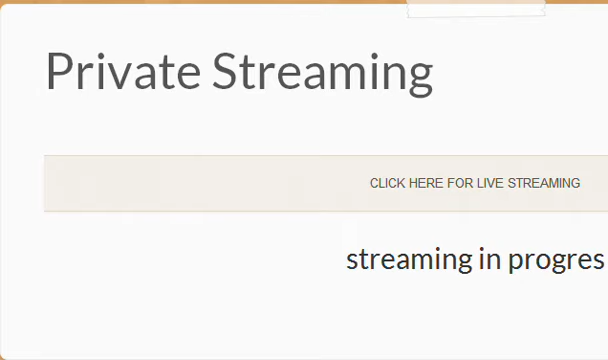 Private Streaming
CLICK HERE FOR LIVE STREAMING
streaming in progres